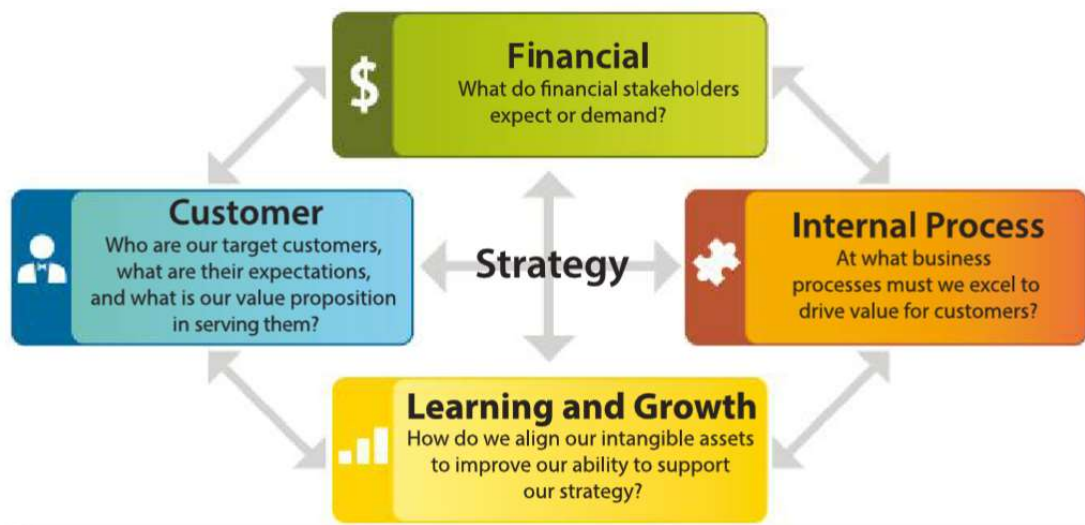 $
Financial
What do financial stakeholders
expect or demand?
Customer
Who are our target customers,
what are their expectations,
and what is our value proposition
in serving them?
Strategy
Internal Process
At what business
processes must we excel to
drive value for customers?
Learning and Growth
How do we align our intangible assets
to improve our ability to support
our strategy?